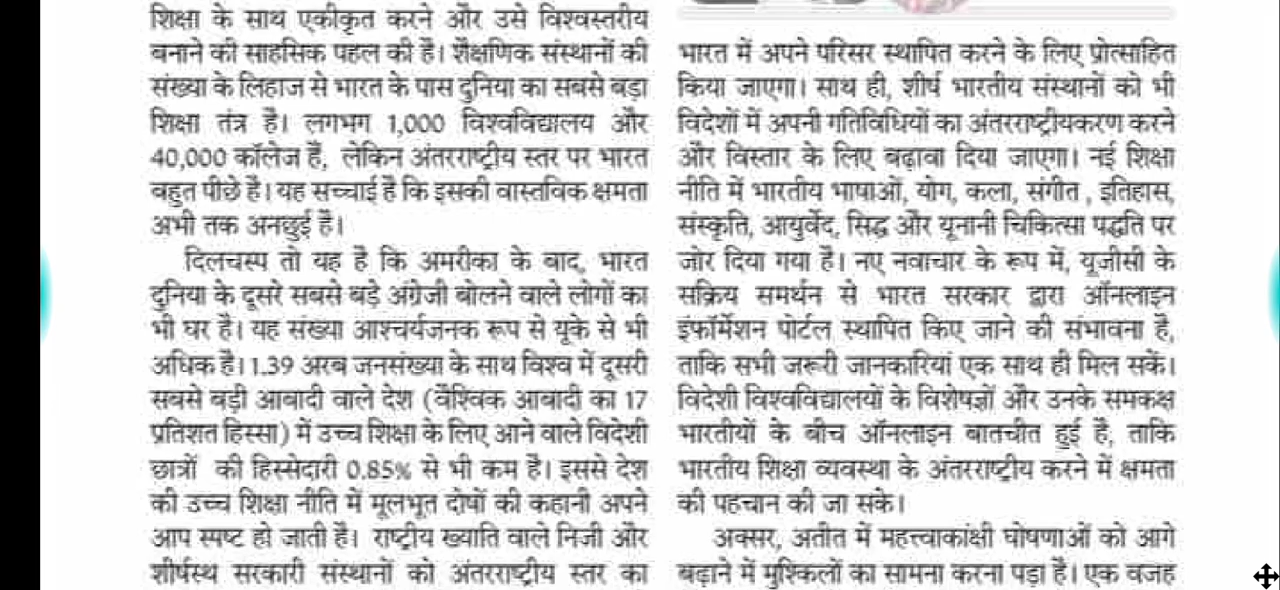 शिक्षा के साथ एकीकृत करने और उसे विश्वस्तरीय
बनाने की साहसिक पहल की है। शैक्षणिक संस्थानों की
संख्या के लिहाज से भारत के पास दुनिया का सबसे बड़ा
शिक्षा तंत्र है। लगभग 1,000 विश्वविद्यालय और
40,000 कॉलेज हैं, लेकिन अंतरराष्ट्रीय स्तर पर भारत
बहुत पीछे है। यह सच्चाई है कि इसकी वास्तविक क्षमता
अभी तक अनछुई है।
दिलचस्प तो यह है कि अमरीका के बाद, भारत
दुनिया के दूसरे सबसे बड़े अंग्रेजी बोलने वाले लोगों का
भी घर है। यह संख्या आश्चर्यजनक रूप से यूके से भी
अधिक है। 1.39 अरब जनसंख्या के साथ विश्व में दूसरी
सबसे बड़ी आबादी वाले देश (वैश्विक आबादी का 17
प्रतिशत हिस्सा) में उच्च शिक्षा के लिए आने वाले विदेशी
छात्रों की हिस्सेदारी 0.85% से भी कम है। इससे देश
की उच्च शिक्षा नीति में मूलभूत दोषों की कहानी अपने
आप स्पष्ट हो जाती है। राष्ट्रीय ख्याति वाले निजी और
शीर्षस्थ सरकारी संस्थानों को अंतरराष्ट्रीय स्तर का
भारत में अपने परिसर स्थापित करने के लिए प्रोत्साहित
किया जाएगा। साथ ही, शीर्ष भारतीय संस्थानों को भी
विदेशों में अपनी गतिविधियों का अंतरराष्ट्रीयकरण करने
और विस्तार के लिए बढ़ावा दिया जाएगा। नई शिक्षा
नीति में भारतीय भाषाओं, योग, कला, संगीत , इतिहास,
संस्कृति, आयुर्वेद, सिद्ध और यूनानी चिकित्सा पद्धति पर
जोर दिया गया है। नए नवाचार के रूप में, यूजीसी के
सक्रिय समर्थन से भारत सरकार द्वारा ऑनलाइन
इंफॉर्मेशन पोर्टल स्थापित किए जाने की संभावना है,
ताकि सभी जरूरी जानकारियां एक साथ ही मिल सकें।
विदेशी विश्वविद्यालयों के विशेषज्ञों और उनके समकक्ष
भारतीयों के बीच ऑनलाइन बातचीत हुई है, ताकि
भारतीय शिक्षा व्यवस्था के अंतरराष्ट्रीय करने में क्षमता
की पहचान की जा सके।
अक्सर, अतीत में महत्त्वाकांक्षी घोषणाओं को आगे
बढ़ाने में मुश्किलों का सामना करना पड़ा है। एक वजह